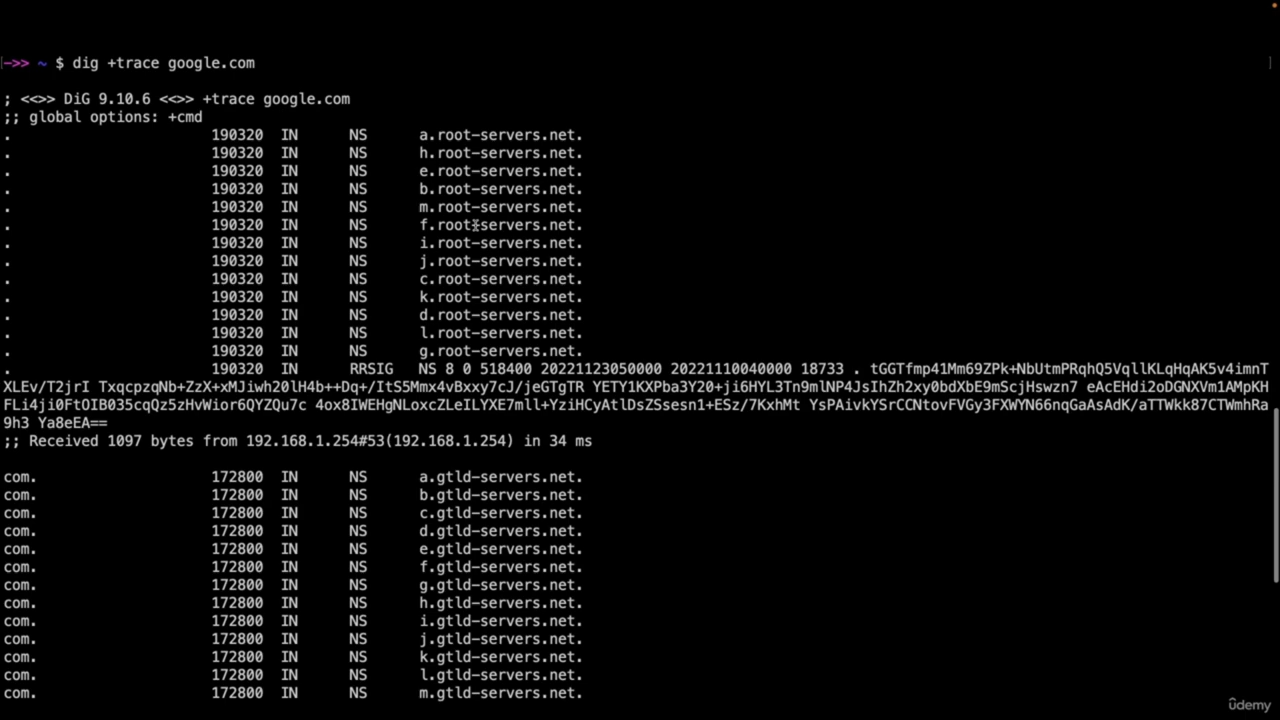 ->> ~ $ dig +trace google.com
; <<>> DiG 9.10.6 <<>> +trace google.com
;; global options: +cmd
. 190320 IN NS a.root-servers.net.
. 190320 IN NS h.root-servers.net.
. 190320 IN NS e.root-servers.net.
. 190320 IN NS b.root-servers.net.
. 190320 IN NS m.root-servers.net.
. 190320 IN NS f.root-servers.net.
. 190320 IN NS i.root-servers.net.
. 190320 IN NS j.root-servers.net.
. 190320 IN NS c.root-servers.net.
. 190320 IN NS k.root-servers.net.
. 190320 IN NS d.root-servers.net.
. 190320 IN NS l.root-servers.net.
. 190320 IN NS g.root-servers.net.
. 190320 IN RRSIG NS 8 0 518400 20221123050000 20221110040000 18733 . tGGTfmp41Mm69ZPk+NbUtmPRqhQ5VqllKLqHqAK5v4imnT
XLEv/T2jrI TxqcpzqNb+ZzX+xMJiwh20lH4b++Dq+/ItS5Mmx4vBxxy7cJ/jeGTgTR YETY1KXPba3Y20+ji6HYL3Tn9mlNP4JsIhZh2xy0bdXbE9mScjHswzn7 eAcEHdi2oDGNXVm1AMpKH
FLi4ji0FtOIB035cqQz5zHvWior6QYZQu7c 4ox8IWEHgNLoxcZLeILYXE7mll+YziHCyAtlDsZSsesn1+ESz/7KxhMt YsPAivkYSrCCNtovFVGy3FXWYN66nqGaAsAdK/aTTWkk87CTWmhRa
9h3 Ya8eEA==
;; Received 1097 bytes from 192.168.1.254#53(192.168.1.254) in 34 ms
com. 172800 IN NS a.gtld-servers.net.
com. 172800 IN NS b.gtld-servers.net.
com. 172800 IN NS c.gtld-servers.net.
com. 172800 IN NS d.gtld-servers.net.
com. 172800 IN NS e.gtld-servers.net.
com. 172800 IN NS f.gtld-servers.net.
com. 172800 IN NS g.gtld-servers.net.
com. 172800 IN NS h.gtld-servers.net.
com. 172800 IN NS i.gtld-servers.net.
com. 172800 IN NS j.gtld-servers.net.
com. 172800 IN NS k.gtld-servers.net.
com. 172800 IN NS l.gtld-servers.net.
com. 172800 IN NS m.gtld-servers.net.
ûdemy